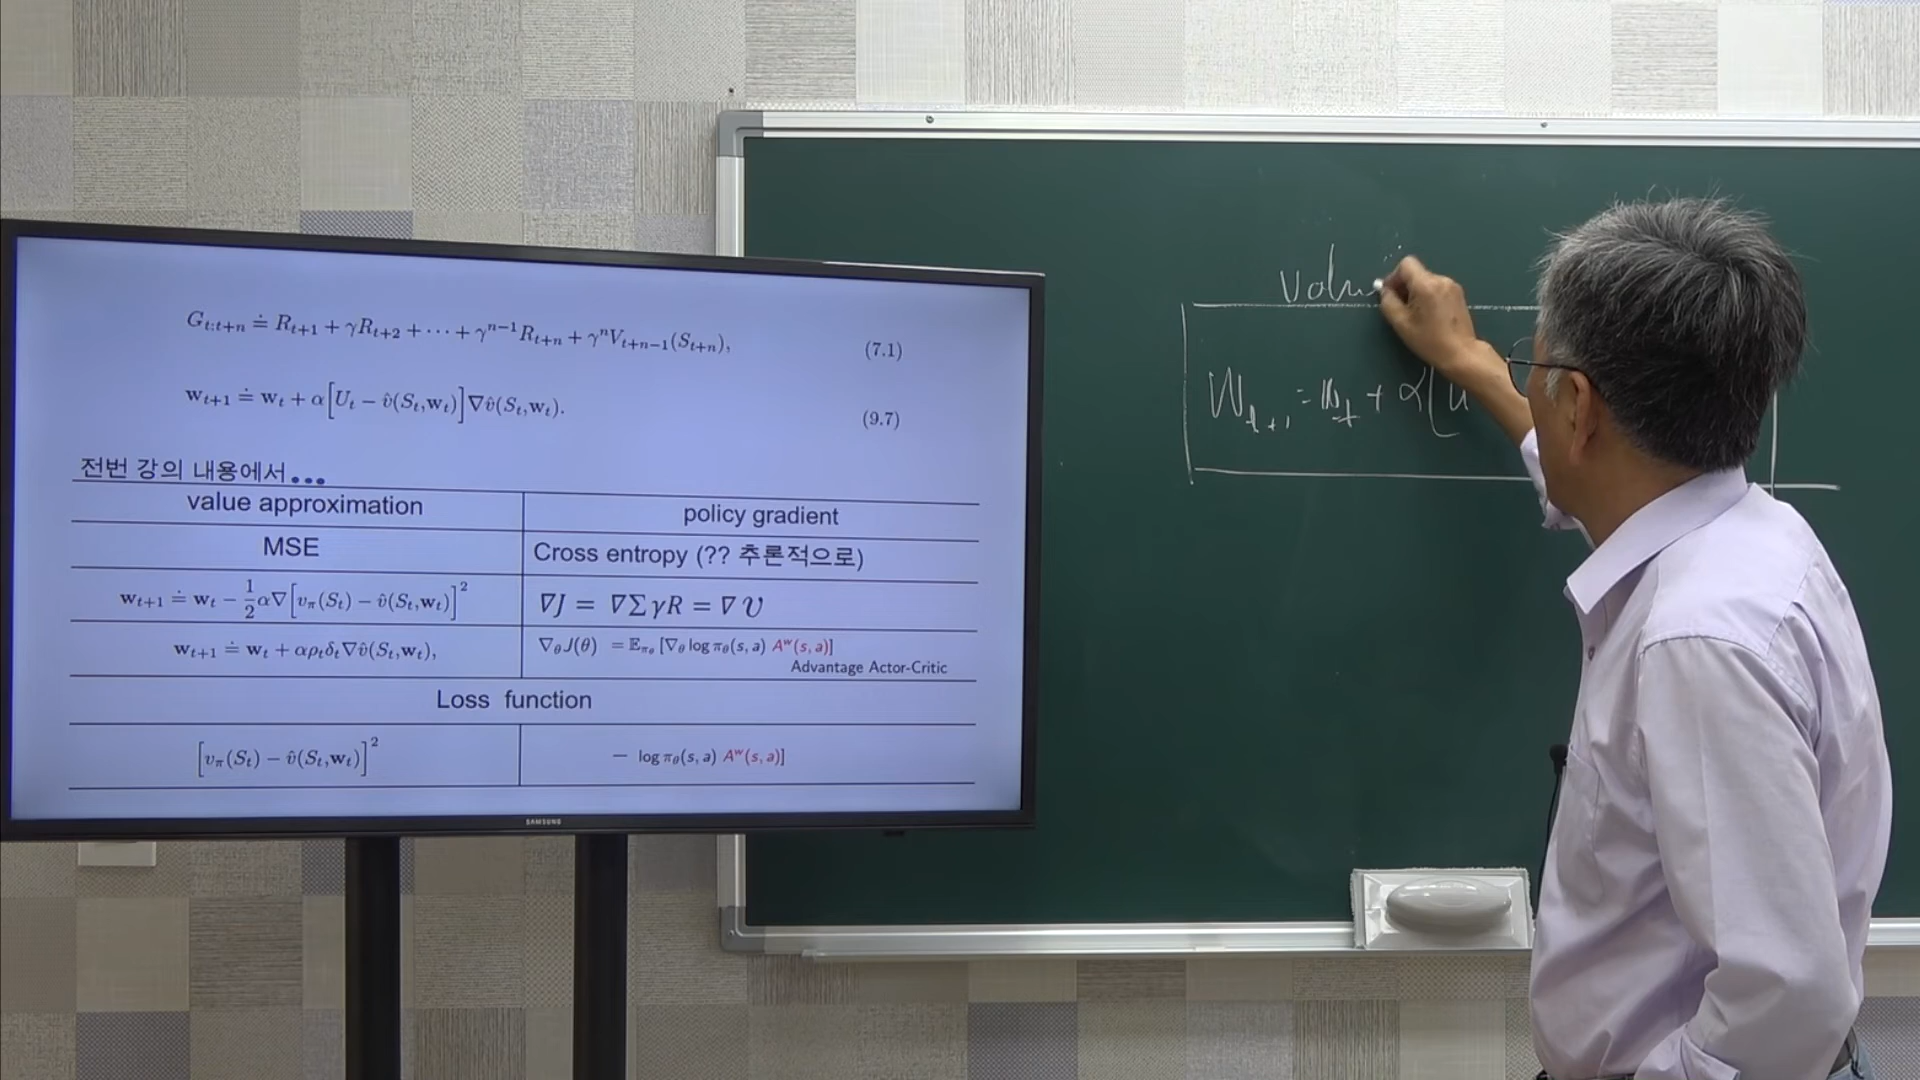 G_{t:t+n} ≐ R_{t+1} + γR_{t+2} + ··· + γ^{n−1}R_{t+n} + γ^n V_{t+n−1}(S_{t+n}), (7.1)
w_{t+1} ≐ w_t + α[U_t − v̂(S_t,w_t)]∇v̂(S_t,w_t). (9.7)
전번 강의 내용에서...
value approximation policy gradient
MSE Cross entropy (?? 추론적으로)
w_{t+1} ≐ w_t − 1/2 α∇[v_π(S_t) − v̂(S_t,w_t)]^2 ∇J = ∇∑γR = ∇υ
w_{t+1} ≐ w_t + αρ_tδ_t∇v̂(S_t,w_t), ∇_θJ(θ) = 𝔼_{π_θ}[∇_θ log π_θ(s, a) A^w(s, a)]
Advantage Actor-Critic
Loss function
[v_π(S_t) − v̂(S_t,w_t)]^2 − log π_θ(s, a) A^w(s, a)]
SAMSUNG
W_{t+1} = w_t + α(u